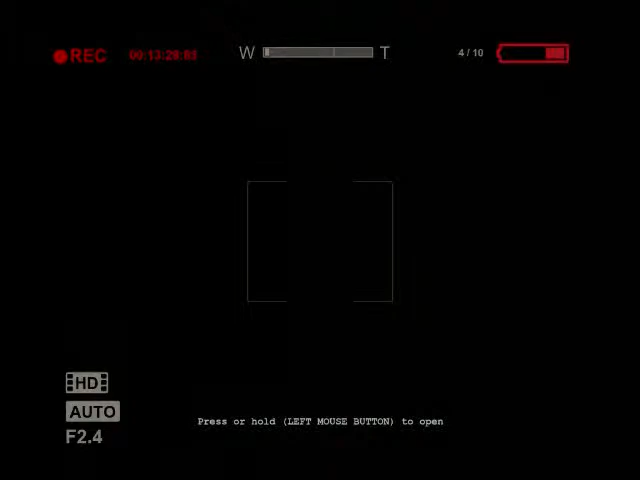 REC 00:13:29:03 W T 4/10
HD
AUTO
F2.4
Press or hold (LEFT MOUSE BUTTON) to open